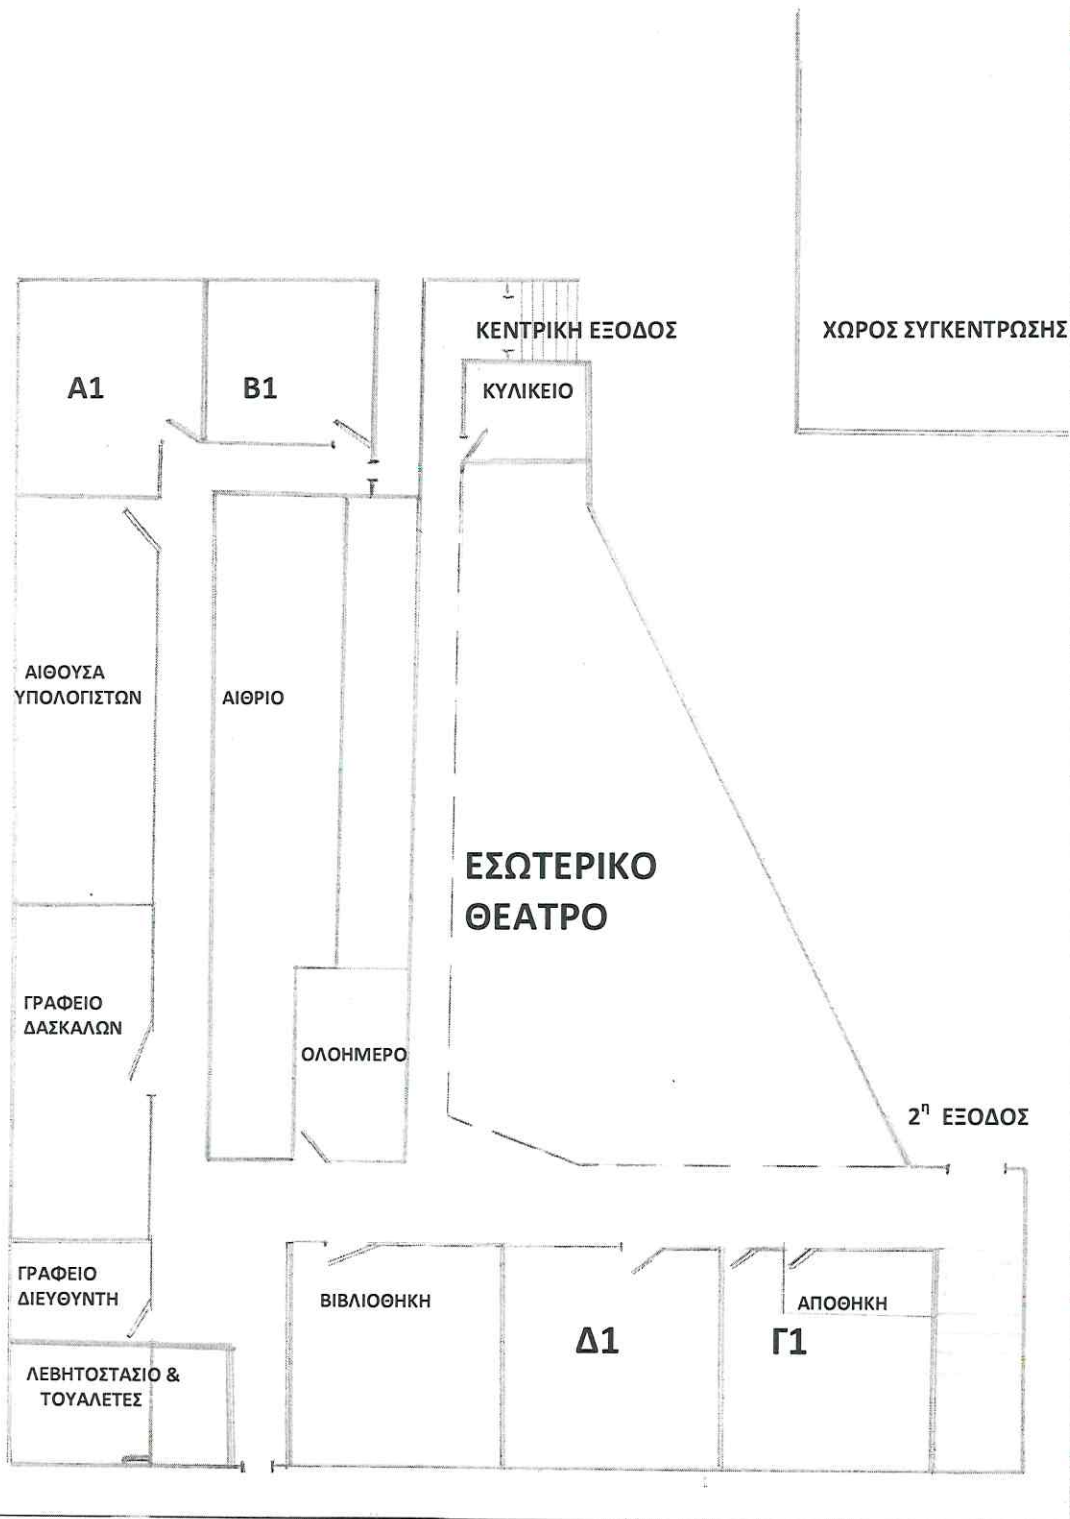 ΚΕΝΤΡΙΚΗ ΕΞΟΔΟΣ
ΧΩΡΟΣ ΣΥΓΚΕΝΤΡΩΣΗΣ
Α1
Β1
ΚΥΛΙΚΕΙΟ
ΑΙΘΟΥΣΑ
ΥΠΟΛΟΓΙΣΤΩΝ
ΑΙΘΡΙΟ
ΕΣΩΤΕΡΙΚΟ
ΘΕΑΤΡΟ
ΓΡΑΦΕΙΟ
ΔΑΣΚΑΛΩΝ
ΟΛΟΗΜΕΡΟ
2η ΕΞΟΔΟΣ
ΓΡΑΦΕΙΟ
ΔΙΕΥΘΥΝΤΗ
ΒΙΒΛΙΟΘΗΚΗ
Δ1
Γ1
ΑΠΟΘΗΚΗ
ΛΕΒΗΤΟΣΤΑΣΙΟ &
ΤΟΥΑΛΕΤΕΣ